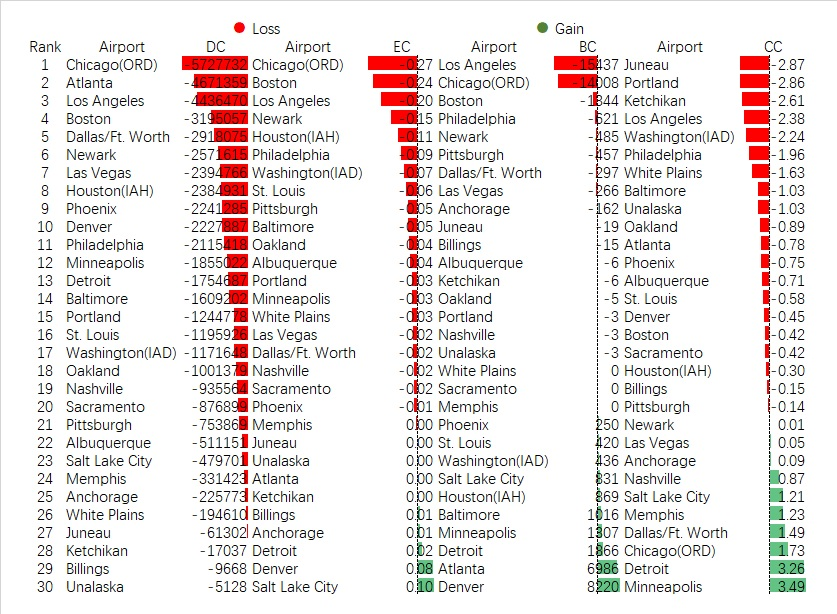 Loss Gain
Rank Airport DC Airport EC Airport BC Airport CC
1 Chicago(ORD) -5727732 Chicago(ORD) -0.27 Los Angeles -15437 Juneau -2.87
2 Atlanta -4671359 Boston -0.24 Chicago(ORD) -14008 Portland -2.86
3 Los Angeles -4436470 Los Angeles -0.20 Boston -1844 Ketchikan -2.61
4 Boston -3195057 Newark -0.15 Philadelphia -621 Los Angeles -2.38
5 Dallas/Ft. Worth -2918075 Houston(IAH) -0.11 Newark -485 Washington(IAD) -2.24
6 Newark -2571615 Philadelphia -0.09 Pittsburgh -457 Philadelphia -1.96
7 Las Vegas -2394766 Washington(IAD) -0.07 Dallas/Ft. Worth -297 White Plains -1.63
8 Houston(IAH) -2384931 St. Louis -0.06 Las Vegas -266 Baltimore -1.03
9 Phoenix -2241285 Pittsburgh -0.05 Anchorage -162 Unalaska -1.03
10 Denver -2227887 Baltimore -0.05 Juneau -19 Oakland -0.89
11 Philadelphia -2115418 Oakland -0.04 Billings -15 Atlanta -0.78
12 Minneapolis -1855022 Albuquerque -0.04 Albuquerque -6 Phoenix -0.75
13 Detroit -1754687 Portland -0.03 Ketchikan -6 Albuquerque -0.71
14 Baltimore -1609202 Minneapolis -0.03 Oakland -5 St. Louis -0.58
15 Portland -1244778 White Plains -0.03 Portland -3 Denver -0.45
16 St. Louis -1195926 Las Vegas -0.02 Nashville -3 Boston -0.42
17 Washington(IAD) -1171648 Dallas/Ft. Worth -0.02 Unalaska -3 Sacramento -0.42
18 Oakland -1001379 Nashville -0.02 White Plains 0 Houston(IAH) -0.30
19 Nashville -935564 Sacramento -0.02 Sacramento 0 Billings -0.15
20 Sacramento -876899 Phoenix -0.01 Memphis 0 Pittsburgh -0.14
21 Pittsburgh -753869 Memphis 0.00 Phoenix 250 Newark 0.01
22 Albuquerque -511151 Juneau 0.00 St. Louis 420 Las Vegas 0.05
23 Salt Lake City -479701 Unalaska 0.00 Washington(IAD) 436 Anchorage 0.09
24 Memphis -331423 Atlanta 0.00 Salt Lake City 831 Nashville 0.87
25 Anchorage -225773 Ketchikan 0.00 Houston(IAH) 869 Salt Lake City 1.21
26 White Plains -194610 Billings 0.01 Baltimore 1016 Memphis 1.23
27 Juneau -61302 Anchorage 0.01 Minneapolis 1307 Dallas/Ft. Worth 1.49
28 Ketchikan -17037 Detroit 0.02 Detroit 1866 Chicago(ORD) 1.73
29 Billings -9668 Denver 0.08 Atlanta 6986 Detroit 3.26
30 Unalaska -5128 Salt Lake City 0.10 Denver 8220 Minneapolis 3.49